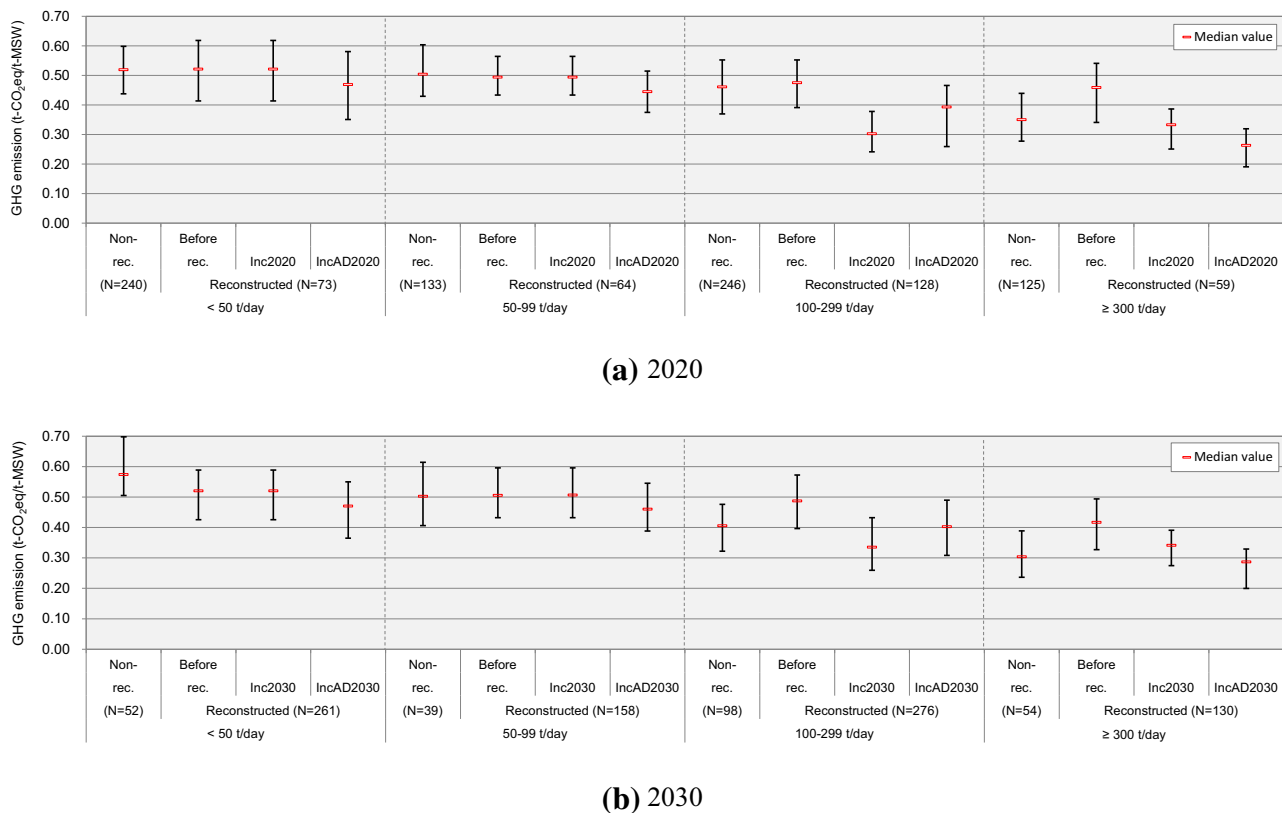 GHG emission (t-CO₂eq/t-MSW)
0.70
0.60
0.50
0.40
0.30
0.20
0.10
0.00
Median value
Non- Before Non- Before Non- Before Non- Before
rec. rec. Inc2020 IncAD2020 rec. rec. Inc2020 IncAD2020 rec. rec. Inc2020 IncAD2020 rec. rec. Inc2020 IncAD2020
(N=240) Reconstructed (N=73) (N=133) Reconstructed (N=64) (N=246) Reconstructed (N=128) (N=125) Reconstructed (N=59)
< 50 t/day 50-99 t/day 100-299 t/day ≥ 300 t/day
(a) 2020
GHG emission (t-CO₂eq/t-MSW)
0.70
0.60
0.50
0.40
0.30
0.20
0.10
0.00
Median value
Non- Before Non- Before Non- Before Non- Before
rec. rec. Inc2030 IncAD2030 rec. rec. Inc2030 IncAD2030 rec. rec. Inc2030 IncAD2030 rec. rec. Inc2030 IncAD2030
(N=52) Reconstructed (N=261) (N=39) Reconstructed (N=158) (N=98) Reconstructed (N=276) (N=54) Reconstructed (N=130)
< 50 t/day 50-99 t/day 100-299 t/day ≥ 300 t/day
(b) 2030